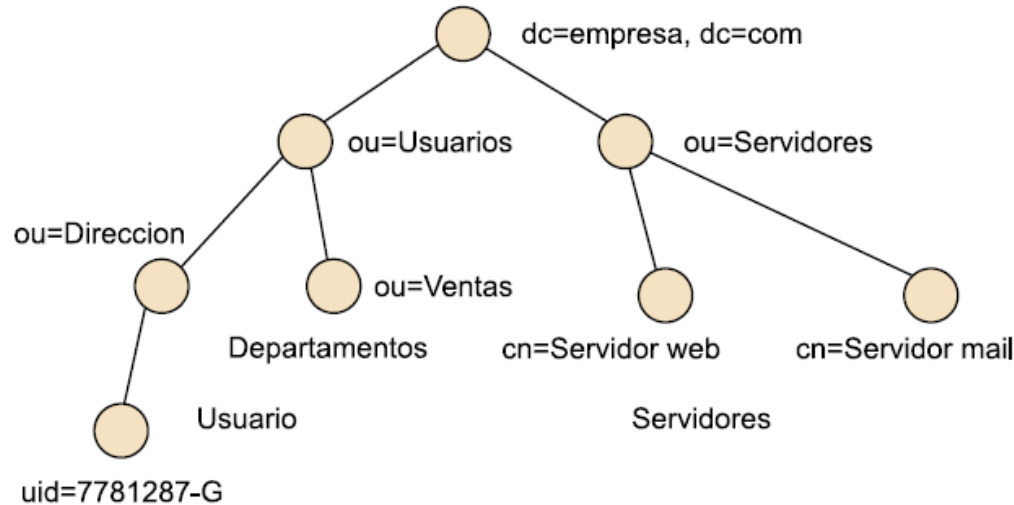 dc=empresa, dc=com
ou=Usuarios
ou=Servidores
ou=Direccion
ou=Ventas
Departamentos
cn=Servidor web
cn=Servidor mail
Usuario
Servidores
uid=7781287-G